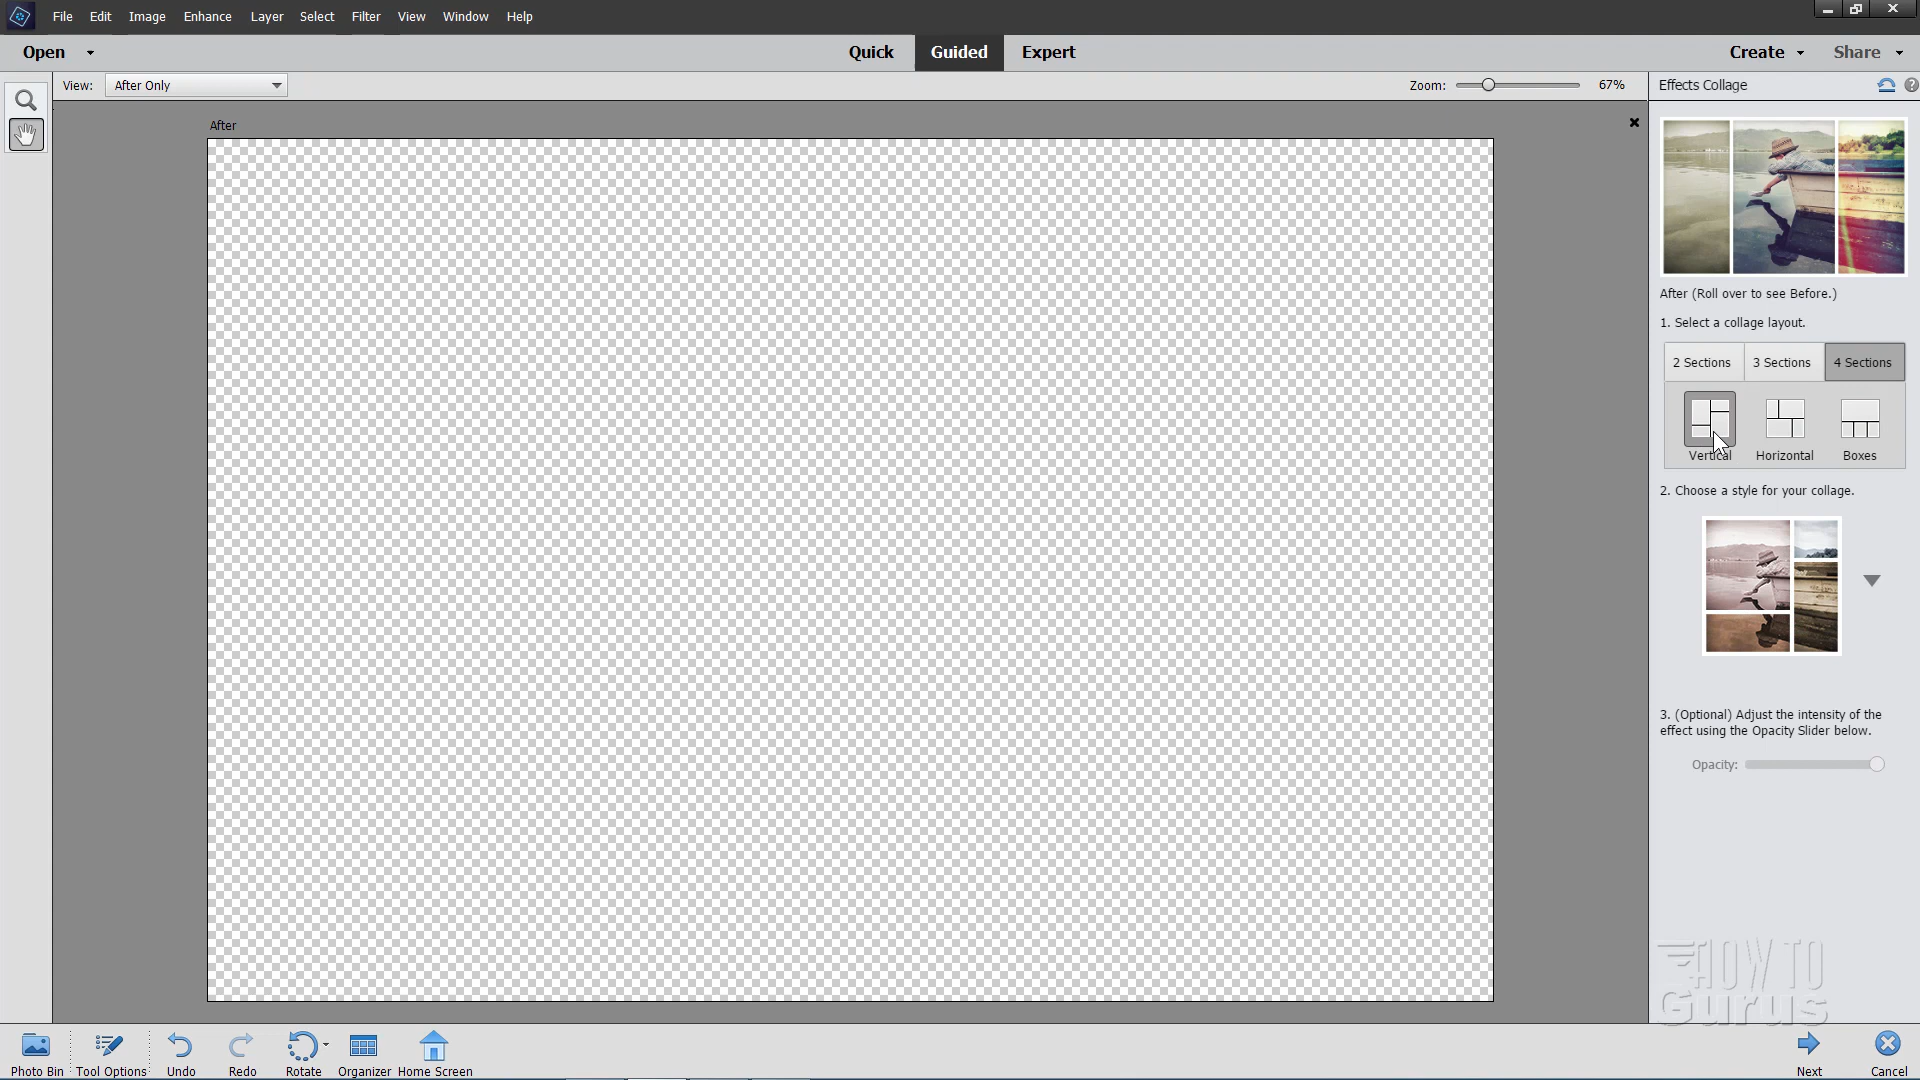 File Edit Image Enhance Layer Select Filter View Window Help
Open Quick Guided Expert Create Share
View: After Only Zoom: 67% Effects Collage
After
After (Roll over to see Before.)
1. Select a collage layout.
2 Sections 3 Sections 4 Sections
Vertical Horizontal Boxes
2. Choose a style for your collage.
3. (Optional) Adjust the intensity of the
effect using the Opacity Slider below.
Opacity:
HOW TO
Gurus
Photo Bin Tool Options Undo Redo Rotate Organizer Home Screen Next Cancel